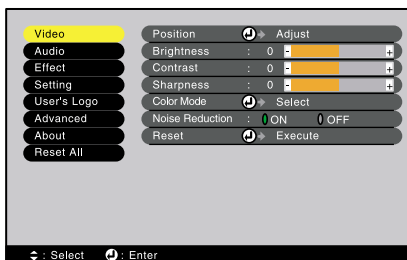 Video
Audio
Effect
Setting
User's Logo
Advanced
About
Reset All
Position Adjust
Brightness : 0 - +
Contrast : 0 - +
Sharpness : 0 - +
Color Mode Select
Noise Reduction : ON OFF
Reset Execute
: Select : Enter